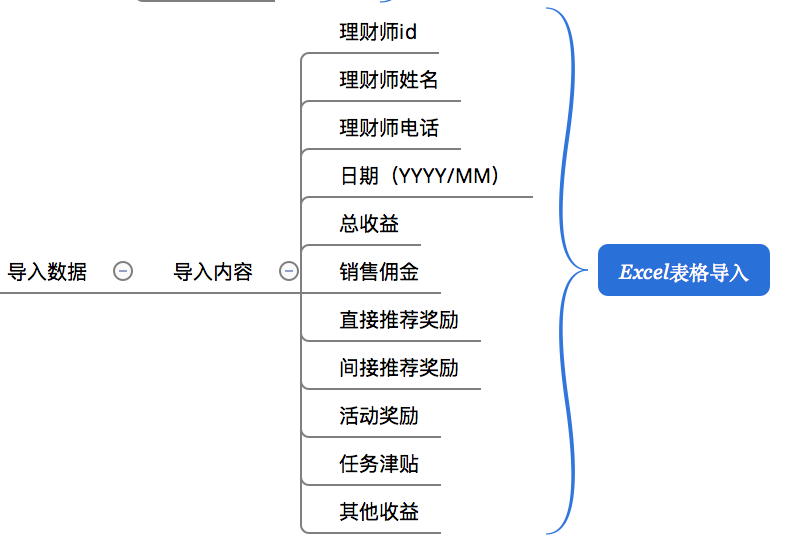 理财师id
理财师姓名
理财师电话
日期（YYYY/MM）
总收益
导入数据
导入内容
销售佣金
Excel表格导入
直接推荐奖励
间接推荐奖励
活动奖励
任务津贴
其他收益